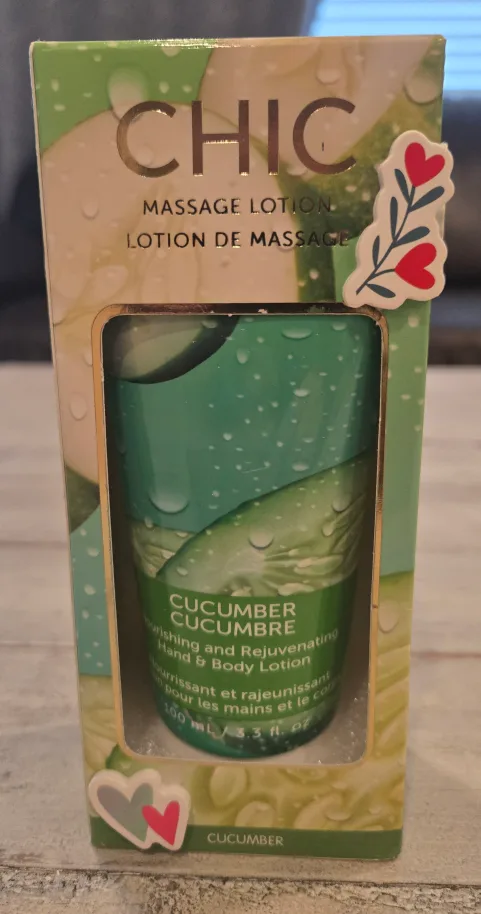 CHIC
MASSAGE LOTION
LOTION DE MASSAGE
CUCUMBER
CUCUMBRE
and Rejuvenating
Hand & Body Lotion
et rajeunissant
pour les mains et le
100 mL / 3.3 fl. oz
CUCUMBER